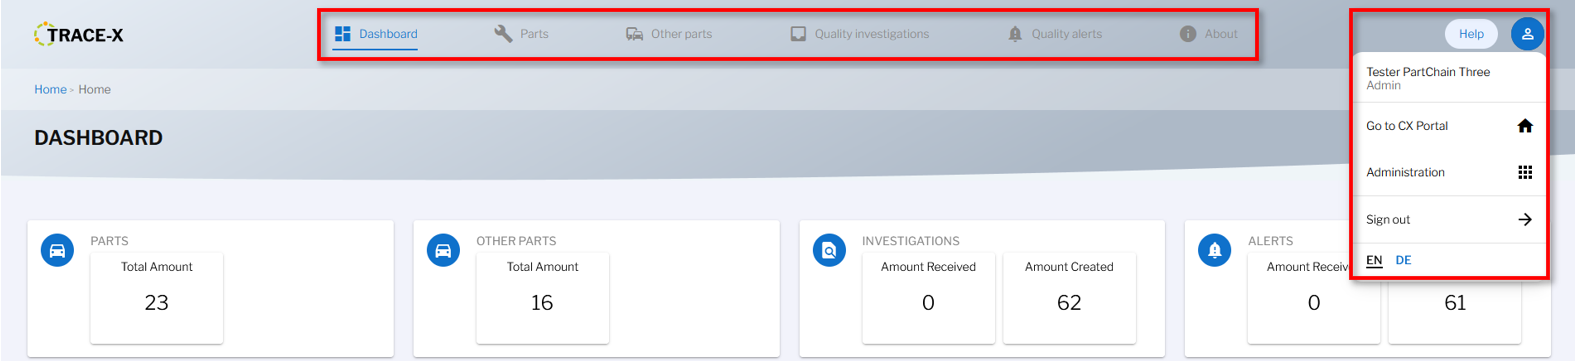 TRACE-X
Dashboard
Parts
Other parts
Quality investigations
Quality alerts
About
Help
Tester PartChain Three
Admin
Go to CX Portal
Administration
Sign out
EN DE
Home > Home
DASHBOARD
PARTS
Total Amount
23
OTHER PARTS
Total Amount
16
INVESTIGATIONS
Amount Received
0
Amount Created
62
ALERTS
Amount
0
61